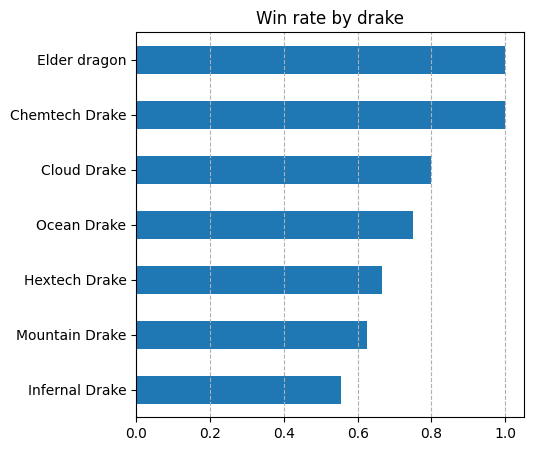 Win rate by drake
Elder dragon
Chemtech Drake
Cloud Drake
Ocean Drake
Hextech Drake
Mountain Drake
Infernal Drake
0.0 0.2 0.4 0.6 0.8 1.0